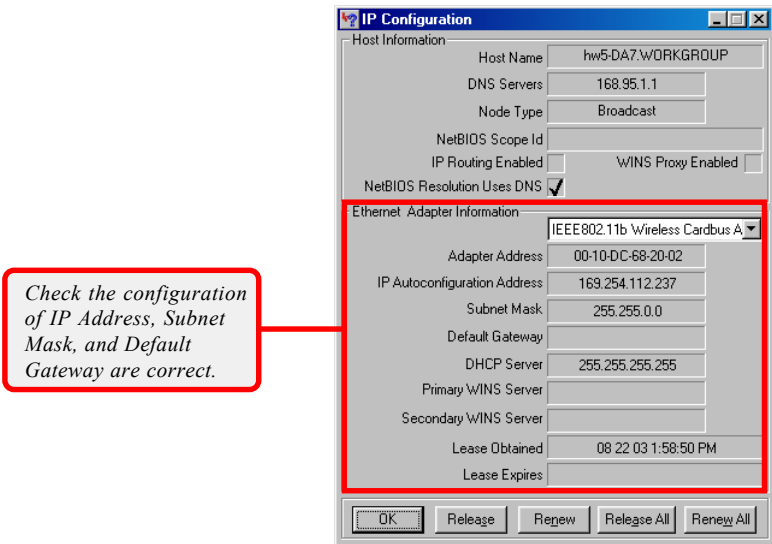 IP Configuration
Host Information
Host Name hw5-DA7.WORKGROUP
DNS Servers 168.95.1.1
Node Type Broadcast
NetBIOS Scope Id
IP Routing Enabled WINS Proxy Enabled
NetBIOS Resolution Uses DNS
Ethernet Adapter Information
IEEE802.11b Wireless Cardbus A
Adapter Address 00-10-DC-68-20-02
IP Autoconfiguration Address 169.254.112.237
Subnet Mask 255.255.0.0
Default Gateway
DHCP Server 255.255.255.255
Primary WINS Server
Secondary WINS Server
Lease Obtained 08 22 03 1:58:50 PM
Lease Expires
OK Release Renew Release All Renew All
Check the configuration
of IP Address, Subnet
Mask, and Default
Gateway are correct.